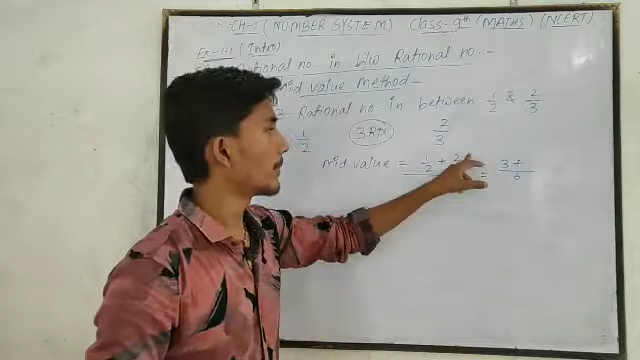 CH-1 (NUMBER SYSTEM) Class-9th (MATHS) (NCERT)
Ex-1.1 (Intro)
Rational no. in b/w Rational no. -
Mid value Method -
3- Rational no. in between 1/2 & 2/3
1/2 3.RN 2/3
Mid value = 1/2 + 2 = 3+/6